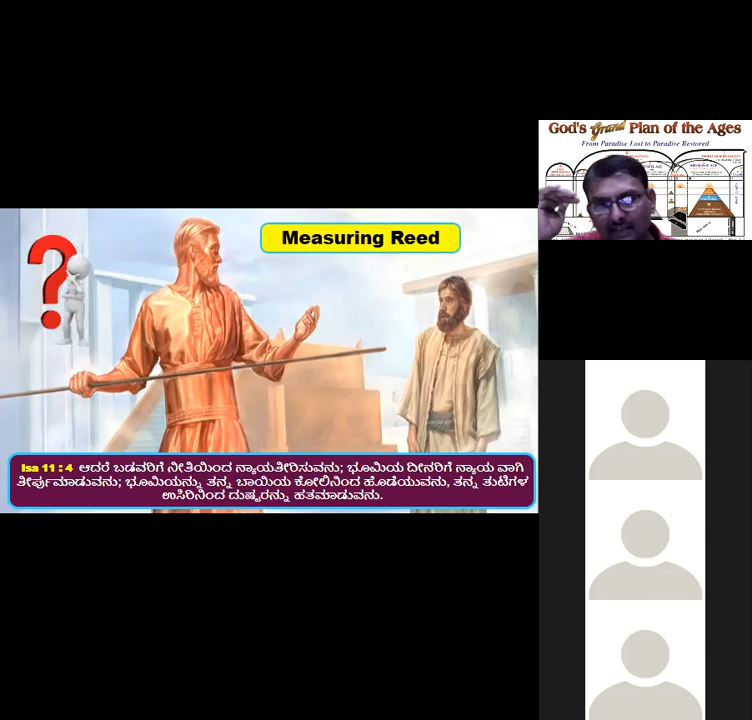 God's Grand Plan of the Ages
From Paradise Lost to Paradise Restored
Measuring Reed
Isa 11 : 4 ಆದರೆ ಬಡವರಿಗೆ ನೀತಿಯಿಂದ ನ್ಯಾಯತೀರಿಸುವನು; ಭೂಮಿಯ ದೀನರಿಗೆ ನ್ಯಾಯ ವಾಗಿ
ತೀರ್ಪುಮಾಡುವನು; ಭೂಮಿಯನ್ನು ತನ್ನ ಬಾಯಿಯ ಕೋಲಿನಿಂದ ಹೊಡೆಯುವನು, ತನ್ನ ತುಟಿಗಳ
ಉಸಿರಿನಿಂದ ದುಷ್ಟರನ್ನು ಹತಮಾಡುವನು.